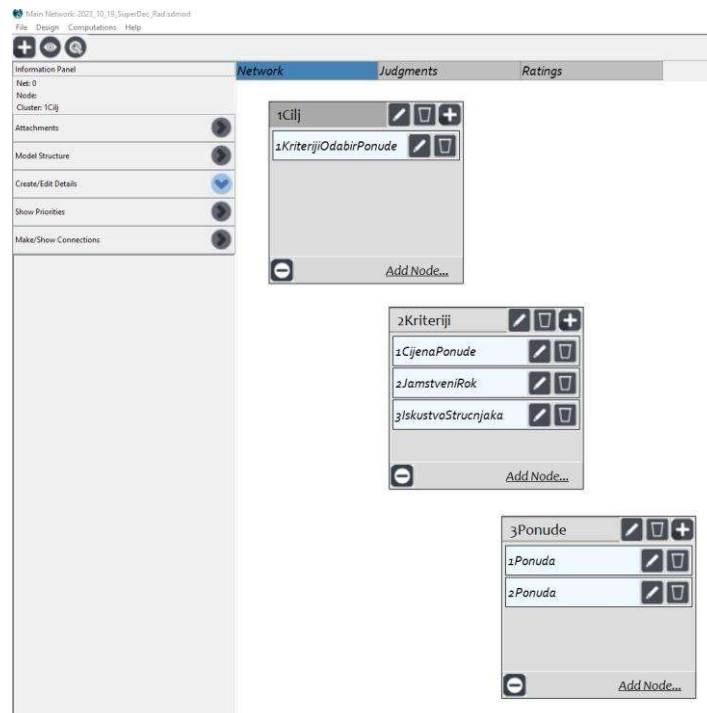 Main Network: 2023_10_19_SuperDec_Rad.sdmod
File Design Computations Help
Information Panel
Net: 0
Node:
Cluster: 1Cilj
Attachments
Model Structure
Create/Edit Details
Show Priorities
Make/Show Connections
Network Judgments Ratings
1Cilj
1KriterijiOdabirPonude
Add Node...
2Kriteriji
1CijenaPonude
2JamstveniRok
3IskustvoStrucnjaka
Add Node...
3Ponude
1Ponuda
2Ponuda
Add Node...